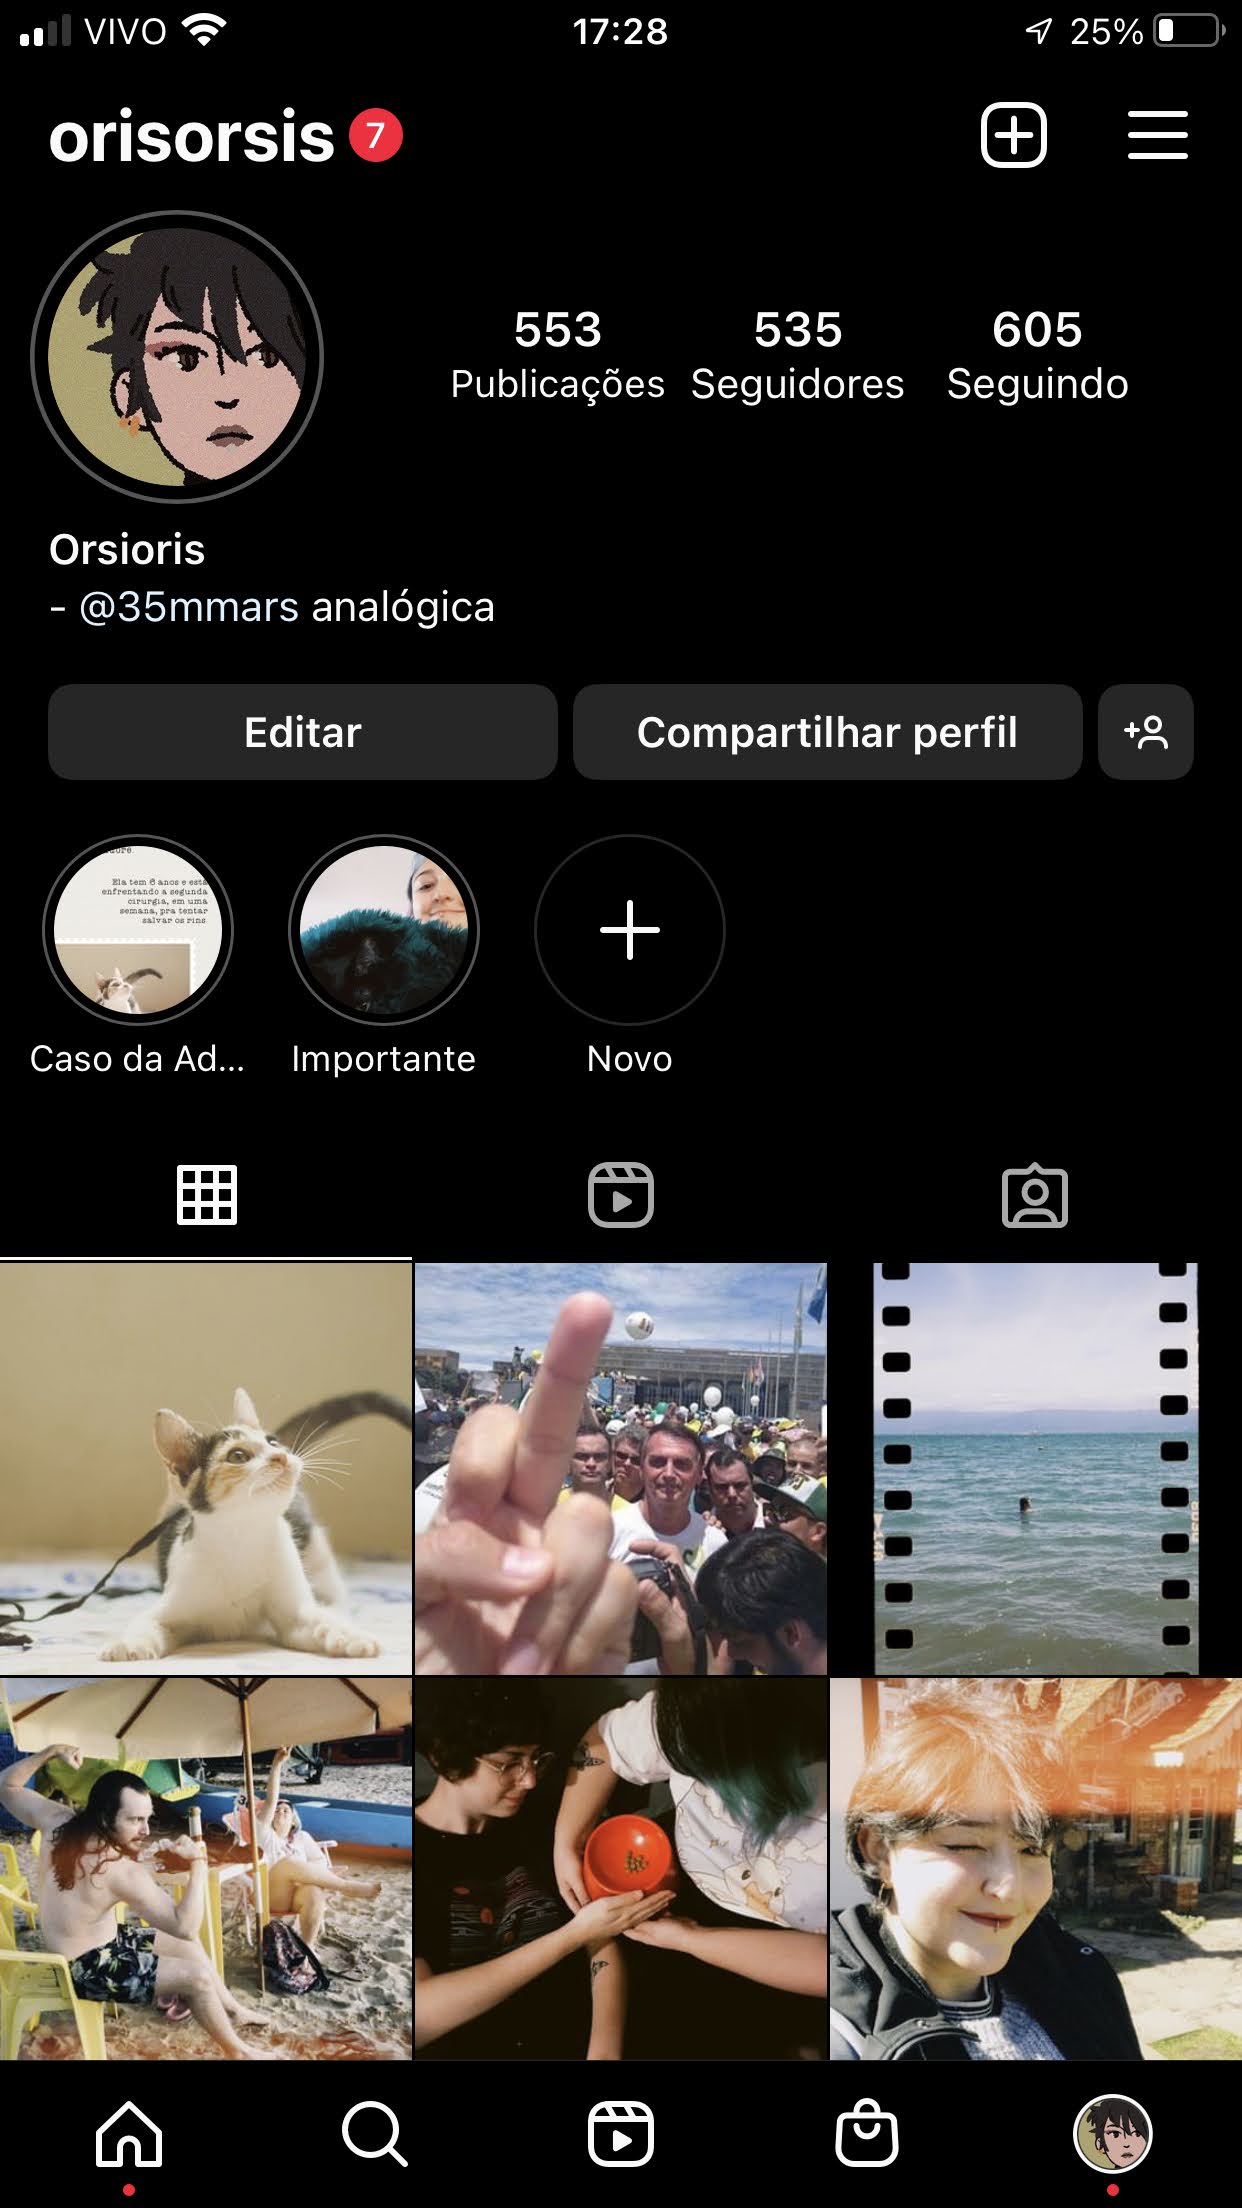 VIVO 17:28 25%
orisorsis 7
553 535 605
Publicações Seguidores Seguindo
Orsioris
- @35mmars analógica
Editar Compartilhar perfil
Ela tem 6 anos e está
enfrentando a segunda
cirurgia, em uma
semana, pra tentar
salvar os rins.
Caso da Ad... Importante Novo